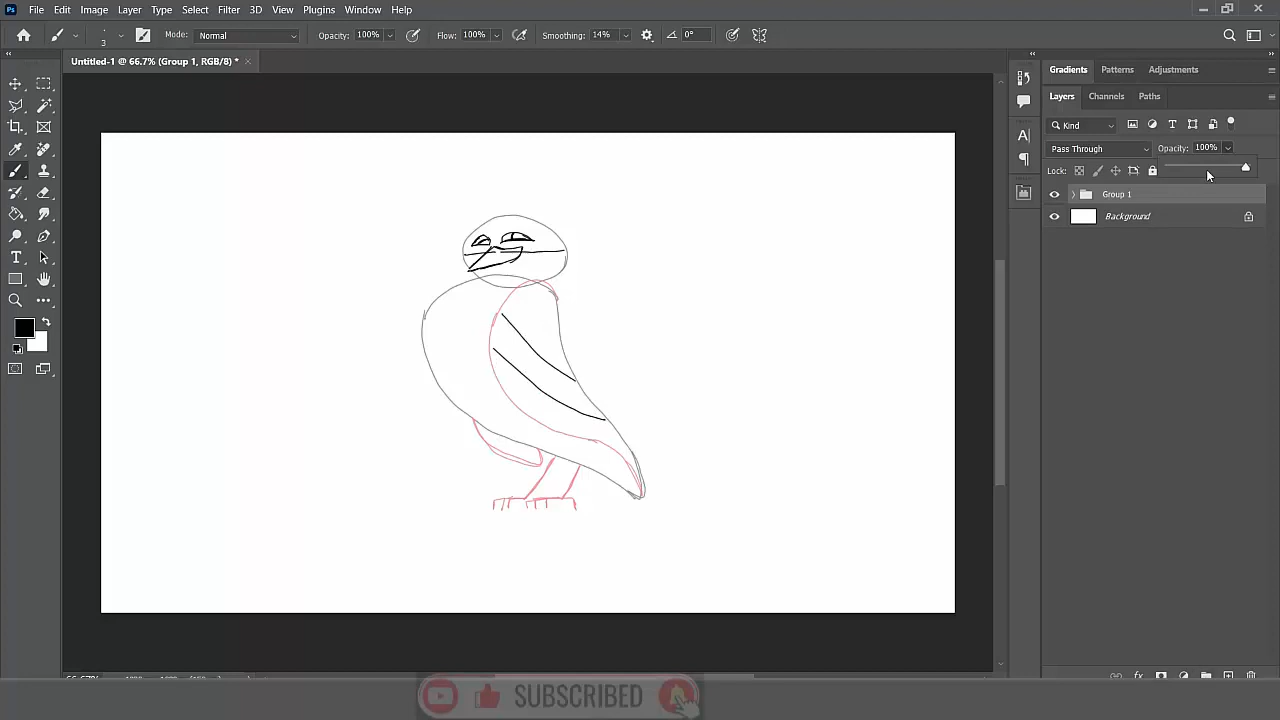 Ps File Edit Image Layer Type Select Filter 3D View Plugins Window Help
3 Mode: Normal Opacity: 100% Flow: 100% Smoothing: 14% 0°
Untitled-1 @ 66.7% (Group 1, RGB/8) *
Gradients Patterns Adjustments
Layers Channels Paths
Kind
Pass Through Opacity: 100%
Lock:
Group 1
Background
SUBSCRIBED